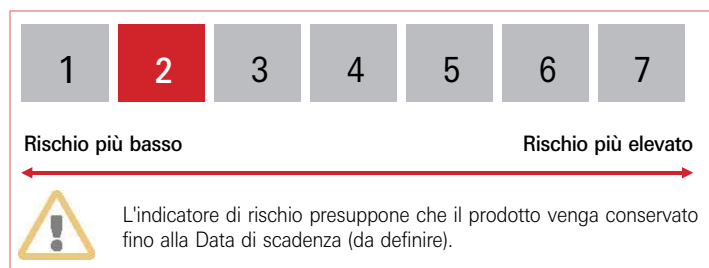 1 2 3 4 5 6 7
Rischio più basso Rischio più elevato
L'indicatore di rischio presuppone che il prodotto venga conservato
fino alla Data di scadenza (da definire).